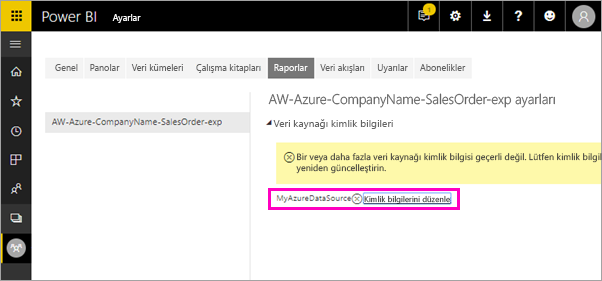 Power BI Ayarlar 1 ?
Genel Panolar Veri kümeleri Çalışma kitapları Raporlar Veri akışları Uyarılar Abonelikler
AW-Azure-CompanyName-SalesOrder-exp
AW-Azure-CompanyName-SalesOrder-exp ayarları
Veri kaynağı kimlik bilgileri
Bir veya daha fazla veri kaynağı kimlik bilgisi geçerli değil. Lütfen kimlik bilgil
yeniden güncelleştirin.
MyAzureDataSource Kimlik bilgilerini düzenle